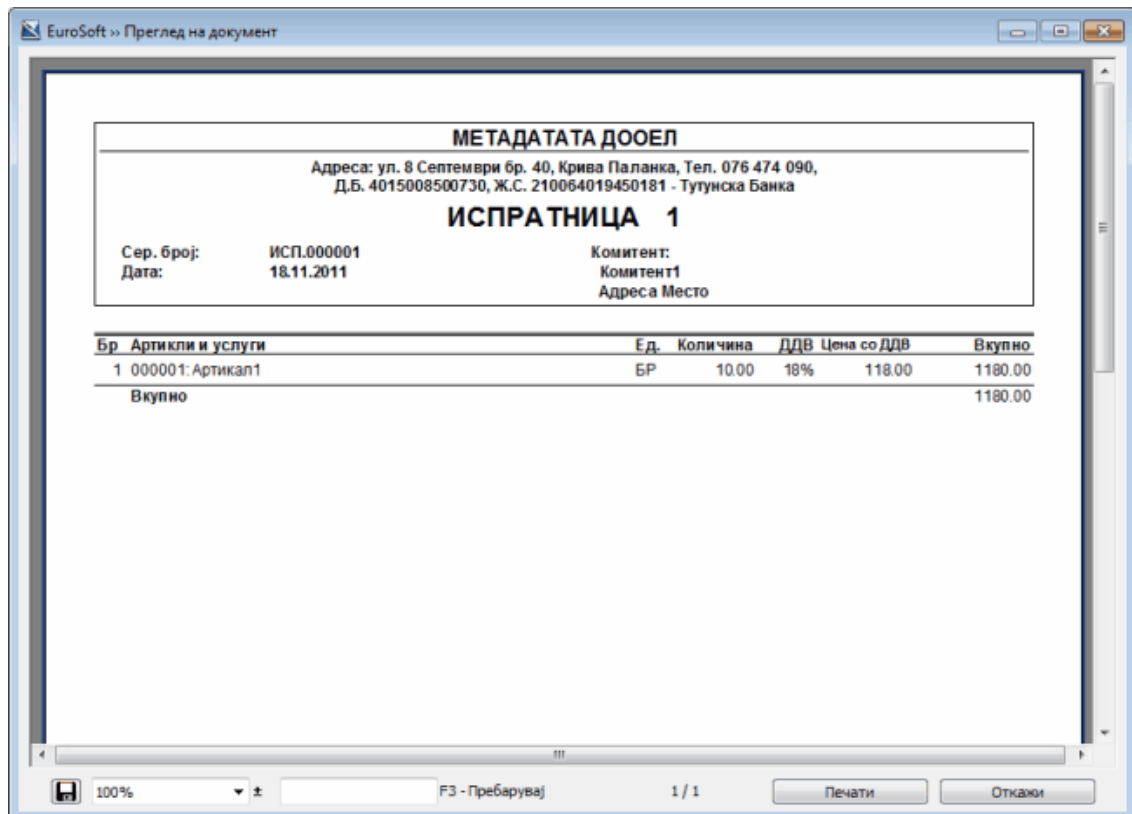 EuroSoft » Преглед на документ
МЕТАДАТАТА ДООЕЛ
Адреса: ул. 8 Септември бр. 40, Крива Паланка, Тел. 076 474 090,
Д.Б. 4015008500730, Ж.С. 210064019450181 - Тутунска Банка
ИСПРАТНИЦА 1
Сер. број: ИСП.000001 Комитент:
Дата: 18.11.2011 Комитент1
Адреса Место
Бр Артикли и услуги Ед. Количина ДДВ Цена со ДДВ Вкупно
1 000001: Артикал1 БР 10.00 18% 118.00 1180.00
Вкупно 1180.00
100% ± F3 - Пребарувај 1 / 1 Печати Откажи